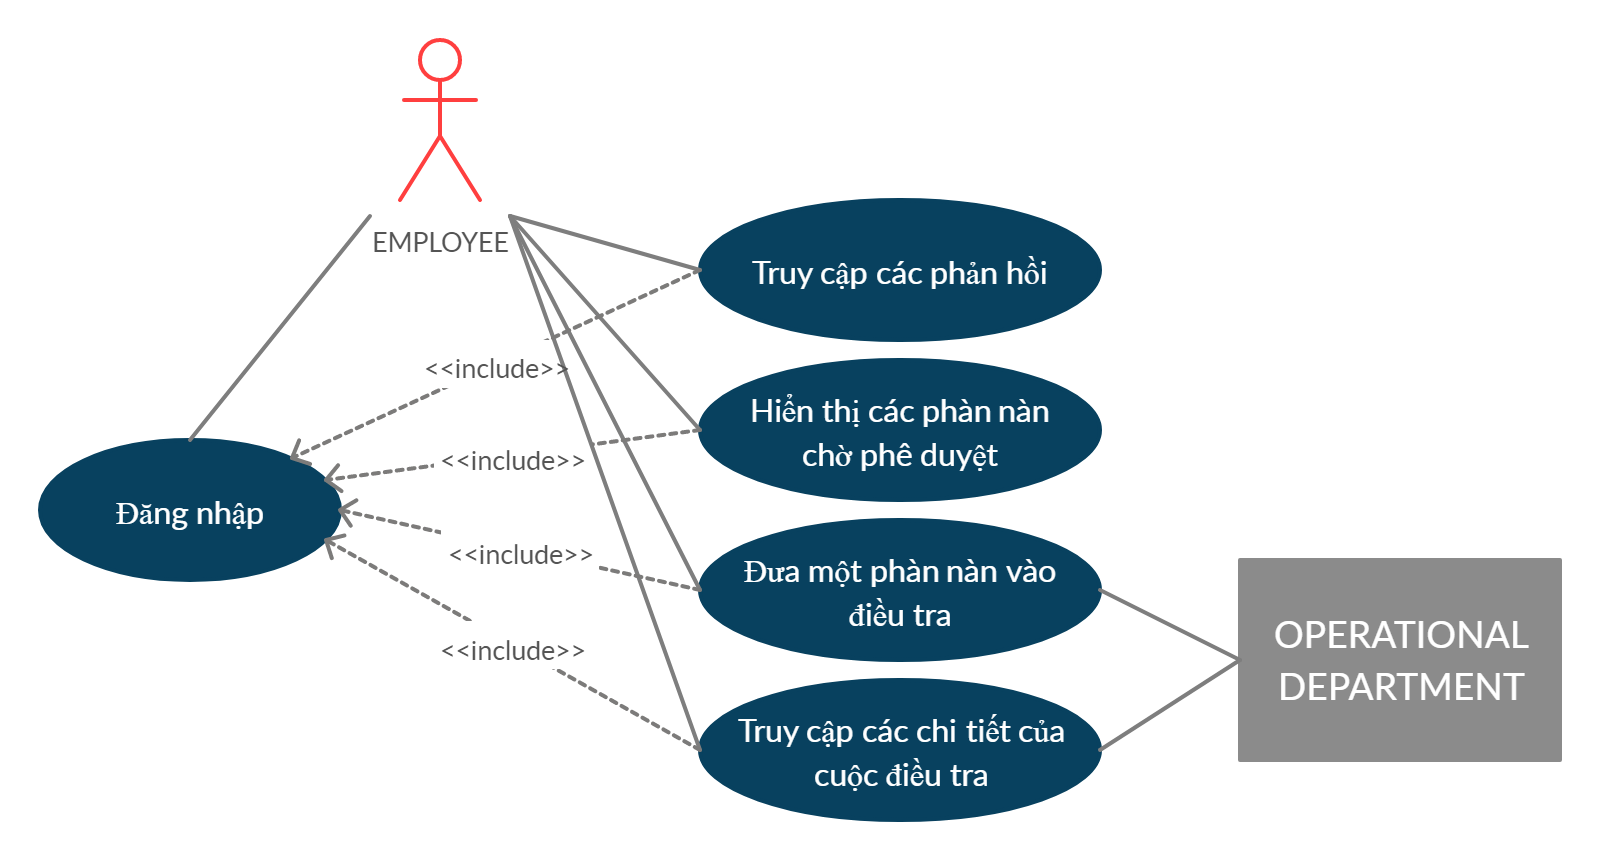 EMPLOYEE
Truy cập các phản hồi
<<include>>
Hiển thị các phàn nàn
chờ phê duyệt
<<include>>
Đăng nhập
<<include>>
Đưa một phàn nàn vào
điều tra
OPERATIONAL
DEPARTMENT
<<include>>
Truy cập các chi tiết của
cuộc điều tra